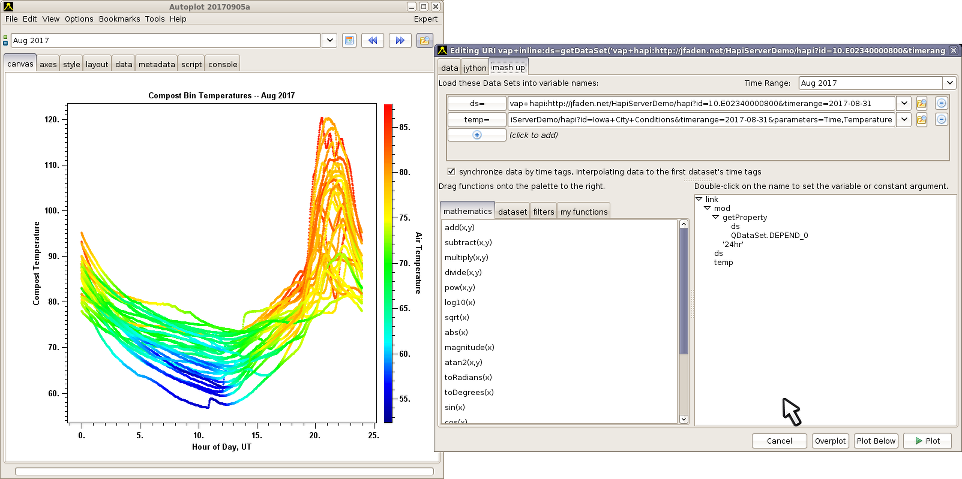 Autoplot 20170905a
File Edit View Options Bookmarks Tools Help Expert
Aug 2017
canvas axes style layout data metadata script console
Compost Bin Temperatures -- Aug 2017
120.
110.
100.
90.
80.
70.
60.
Compost Temperature
0. 5. 10. 15. 20. 25.
Hour of Day, UT
85.
80.
75.
70.
65.
60.
55.
Air Temperature
Editing URI vap+inline:ds=getDataSet('vap+hapi:http://jfaden.net/HapiServerDemo/hapi?id=10.E02340000800&timerang
data jython mash up
Load these Data Sets into variable names: Time Range: Aug 2017
ds= vap+hapi:http://jfaden.net/HapiServerDemo/hapi?id=10.E02340000800&timerange=2017-08-31
temp= iServerDemo/hapi?id=Iowa+City+Conditions&timerange=2017-08-31&parameters=Time,Temperature
(click to add)
synchronize data by time tags, interpolating data to the first dataset's time tags
Drag functions onto the palette to the right. Double-click on the name to set the variable or constant argument.
mathematics dataset filters my functions
add(x,y)
subtract(x,y)
multiply(x,y)
divide(x,y)
pow(x,y)
log10(x)
sqrt(x)
abs(x)
magnitude(x)
atan2(x,y)
toRadians(x)
toDegrees(x)
sin(x)
cos(x)
link
mod
getProperty
ds
QDataSet.DEPEND_0
'24hr'
ds
temp
Cancel Overplot Plot Below Plot